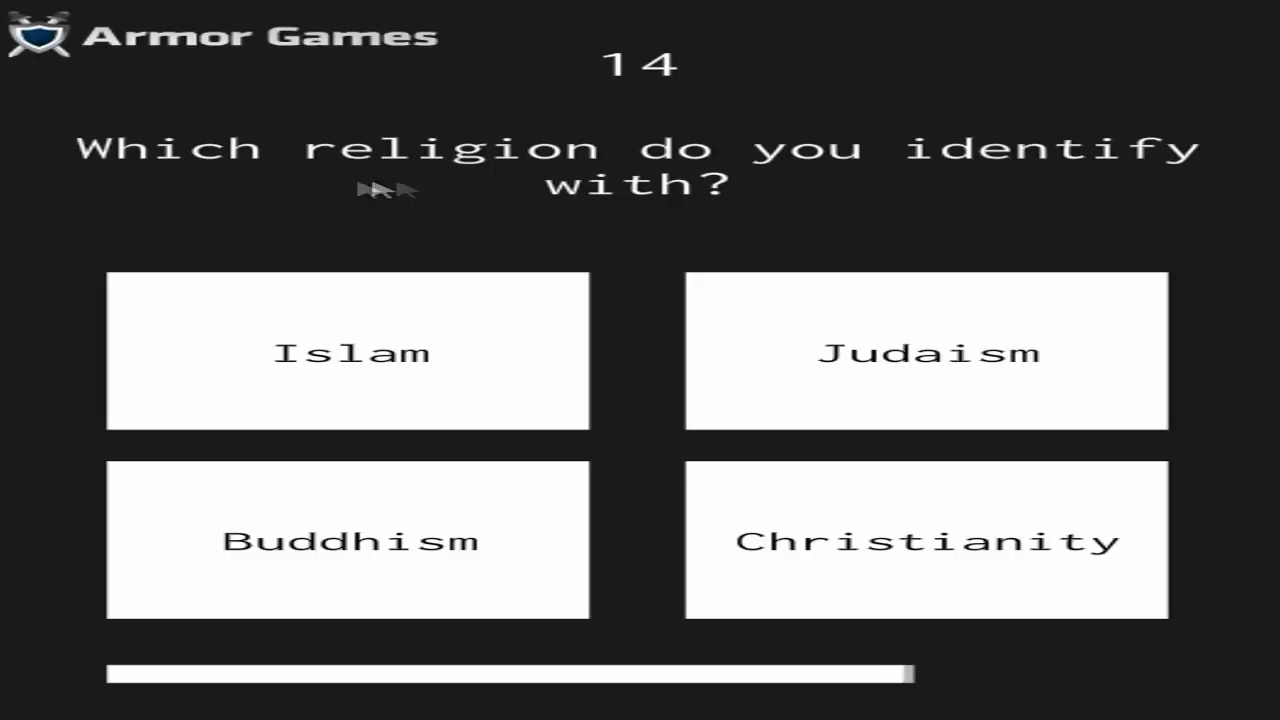 Armor Games
14
Which religion do you identify
with?
Islam
Judaism
Buddhism
Christianity